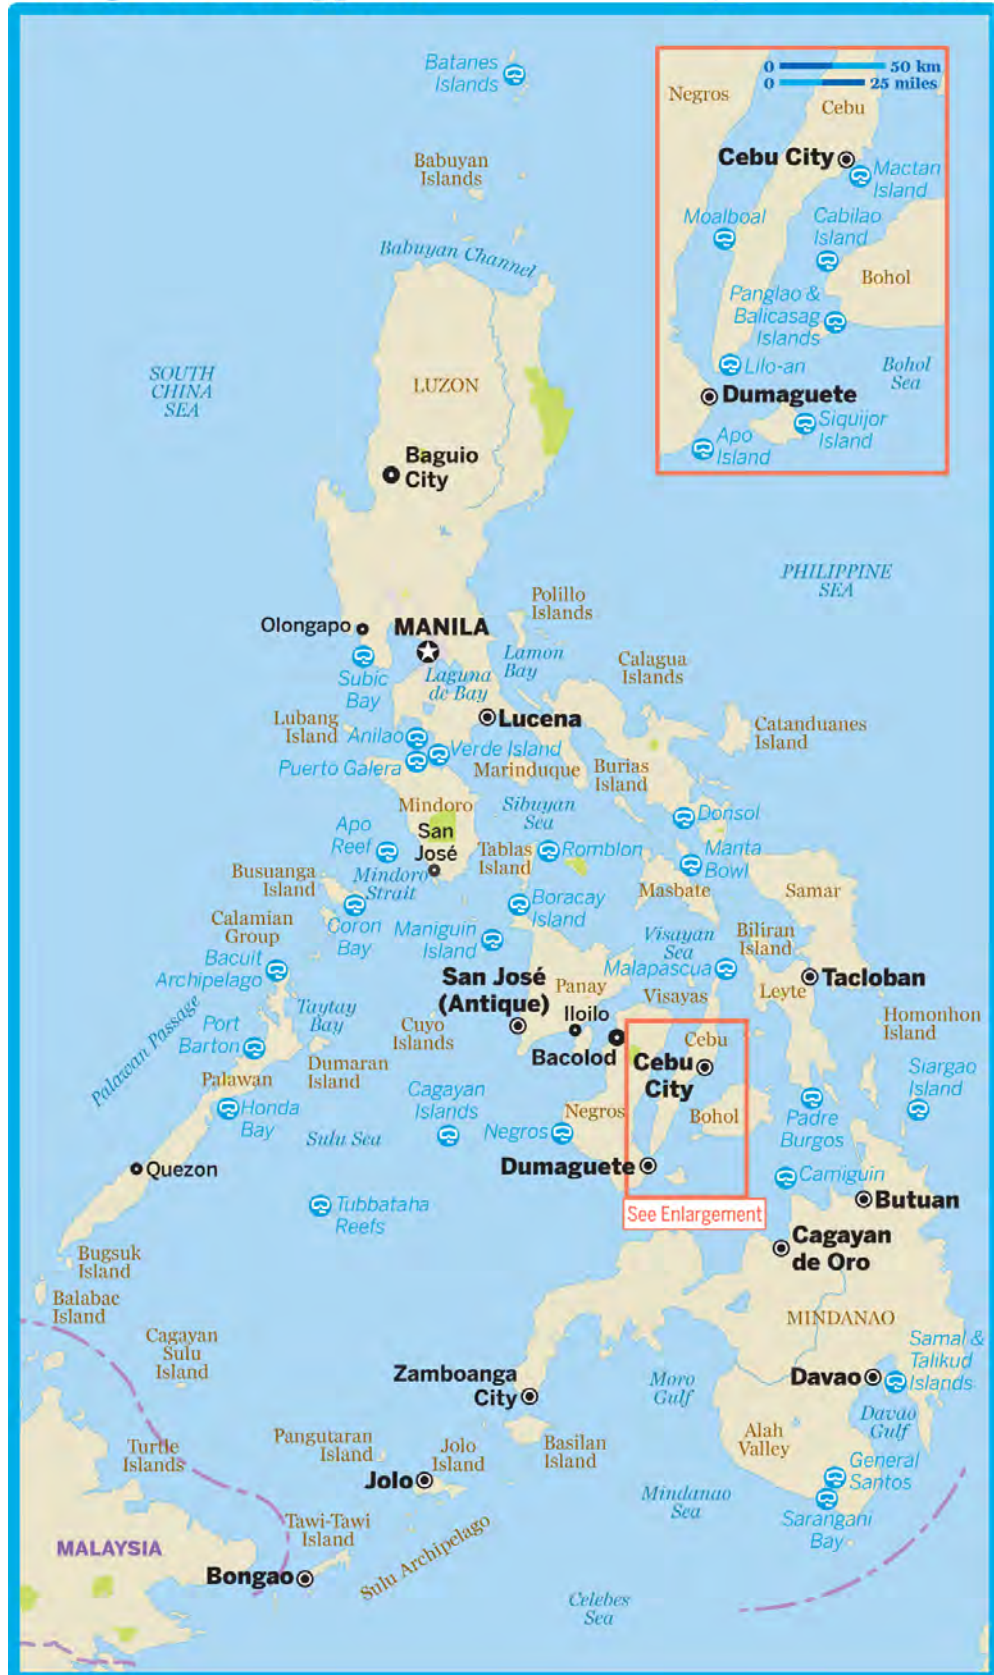 Batanes
Islands
Babuyan
Islands
Babuyan Channel
SOUTH
CHINA
SEA
LUZON
Baguio
City
0 50 km
0 25 miles
Negros
Cebu
Cebu City
Mactan
Island
Moalboal
Cabilao
Island
Bohol
Panglao &
Balicasag
Islands
Lilo-an
Bohol
Sea
Dumaguete
Siquijor
Island
Apo
Island
PHILIPPINE
SEA
Polillo
Islands
Olongapo
MANILA
Subic
Bay
Laguna
de Bay
Lamon
Bay
Calagua
Islands
Lubang
Island
Anilao
Lucena
Catanduanes
Island
Verde Island
Puerto Galera
Marinduque
Burias
Island
Mindoro
Sibuyan
Sea
Donsol
Apo
Reef
San
José
Tablas
Island
Romblon
Manta
Bowl
Busuanga
Island
Mindoro
Strait
Masbate
Samar
Calamian
Group
Coron
Bay
Boracay
Island
Maniguin
Island
Visayan
Sea
Biliran
Island
Bacuit
Archipelago
Malapascua
San José
(Antique)
Panay
Visayas
Leyte
Tacloban
Palawan Passage
Taytay
Bay
Cuyo
Islands
Iloilo
Bacolod
Homonhon
Island
Port
Barton
Dumaran
Island
Cebu
Cebu
City
Siargao
Island
Palawan
Honda
Bay
Cagayan
Islands
Negros
Negros
Bohol
Padre
Burgos
Sulu Sea
Quezon
Dumaguete
Camiguin
Tubbataha
Reefs
See Enlargement
Butuan
Cagayan
de Oro
Bugsuk
Island
Balabac
Island
Cagayan
Sulu
Island
MINDANAO
Zamboanga
City
Moro
Gulf
Davao
Samal &
Talikud
Islands
Davao
Gulf
Turtle
Islands
Pangutaran
Island
Jolo
Island
Jolo
Basilan
Island
Alah
Valley
General
Santos
Mindanao
Sea
Sarangani
Bay
Tawi-Tawi
Island
Sulu Archipelago
MALAYSIA
Bongao
Celebes
Sea